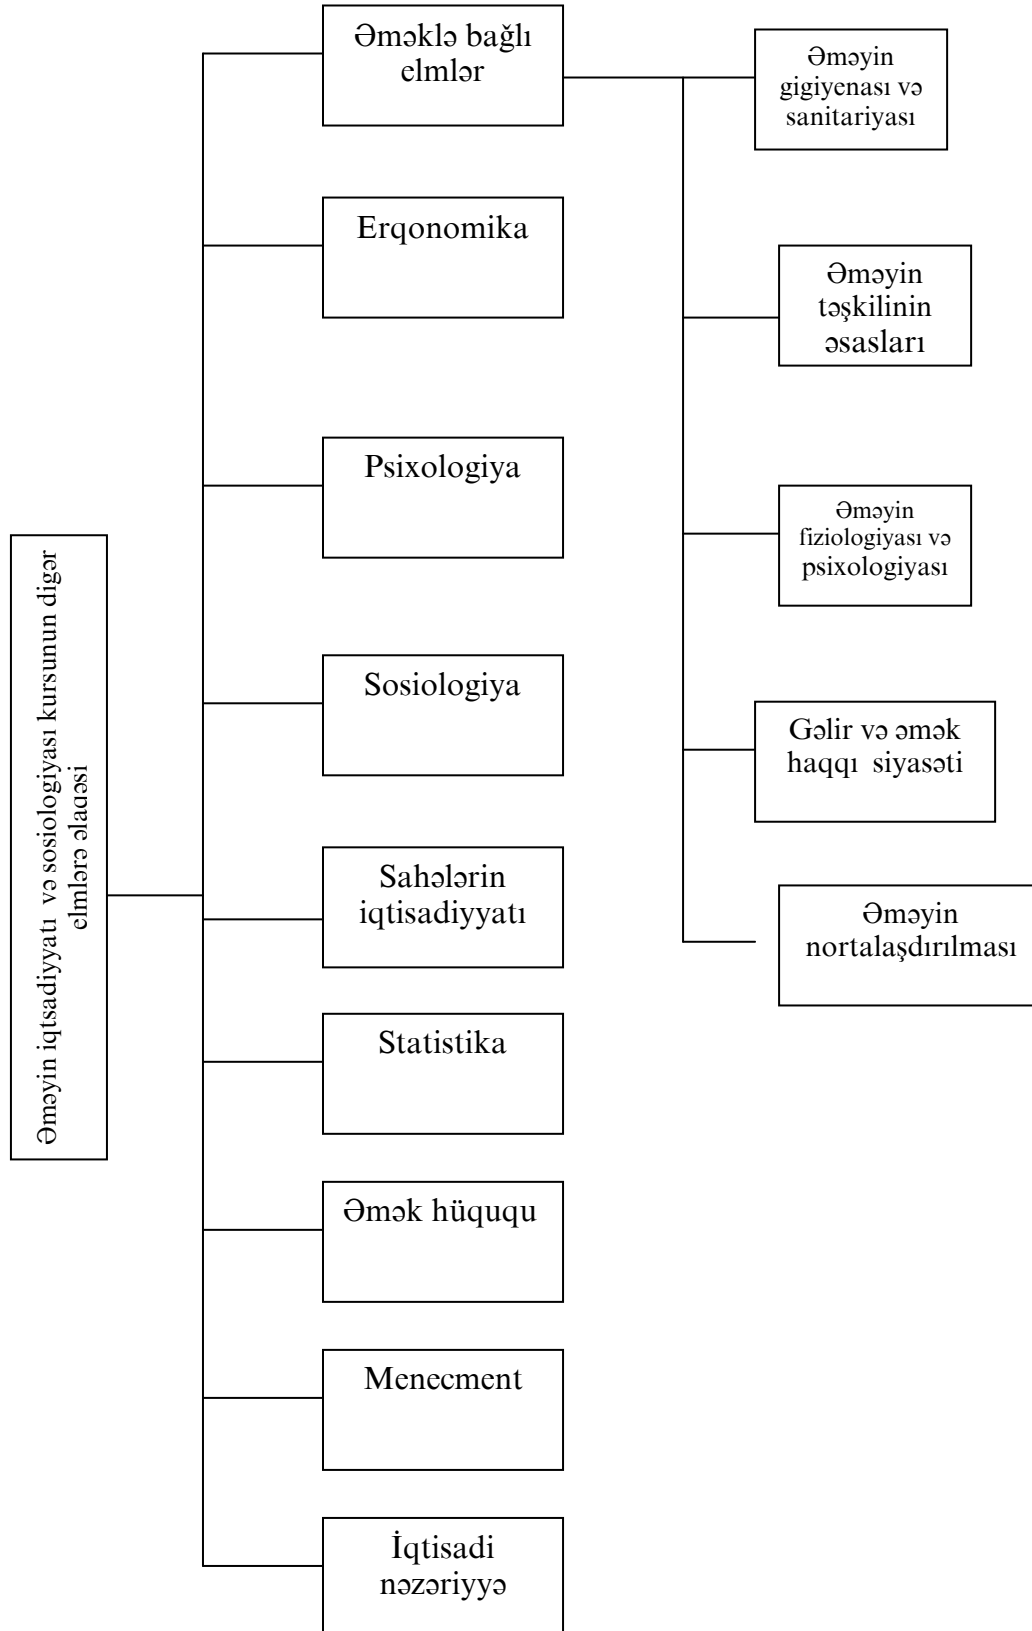 Əməyin iqtsadiyyatı və sosiologiyası kursunun digər
elmlərə əlaqəsi
Əməklə bağlı
elmlər
Erqonomika
Psixologiya
Sosiologiya
Sahələrin
iqtisadiyyatı
Statistika
Əmək hüququ
Menecment
İqtisadi
nəzəriyyə
Əməyin
gigiyenası və
sanitariyası
Əməyin
təşkilinin
əsasları
Əməyin
fiziologiyası və
psixologiyası
Gəlir və əmək
haqqı siyasəti
Əməyin
nortalaşdırılması